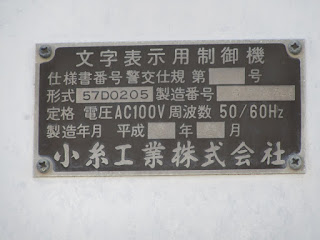 文字表示用制御機
仕様書番号 警交仕規 第 号
形式 57D0205 製造番号
定格 電圧AC100V 周波数 50/60Hz
製造年月 平成 年 月
小糸工業株式会社